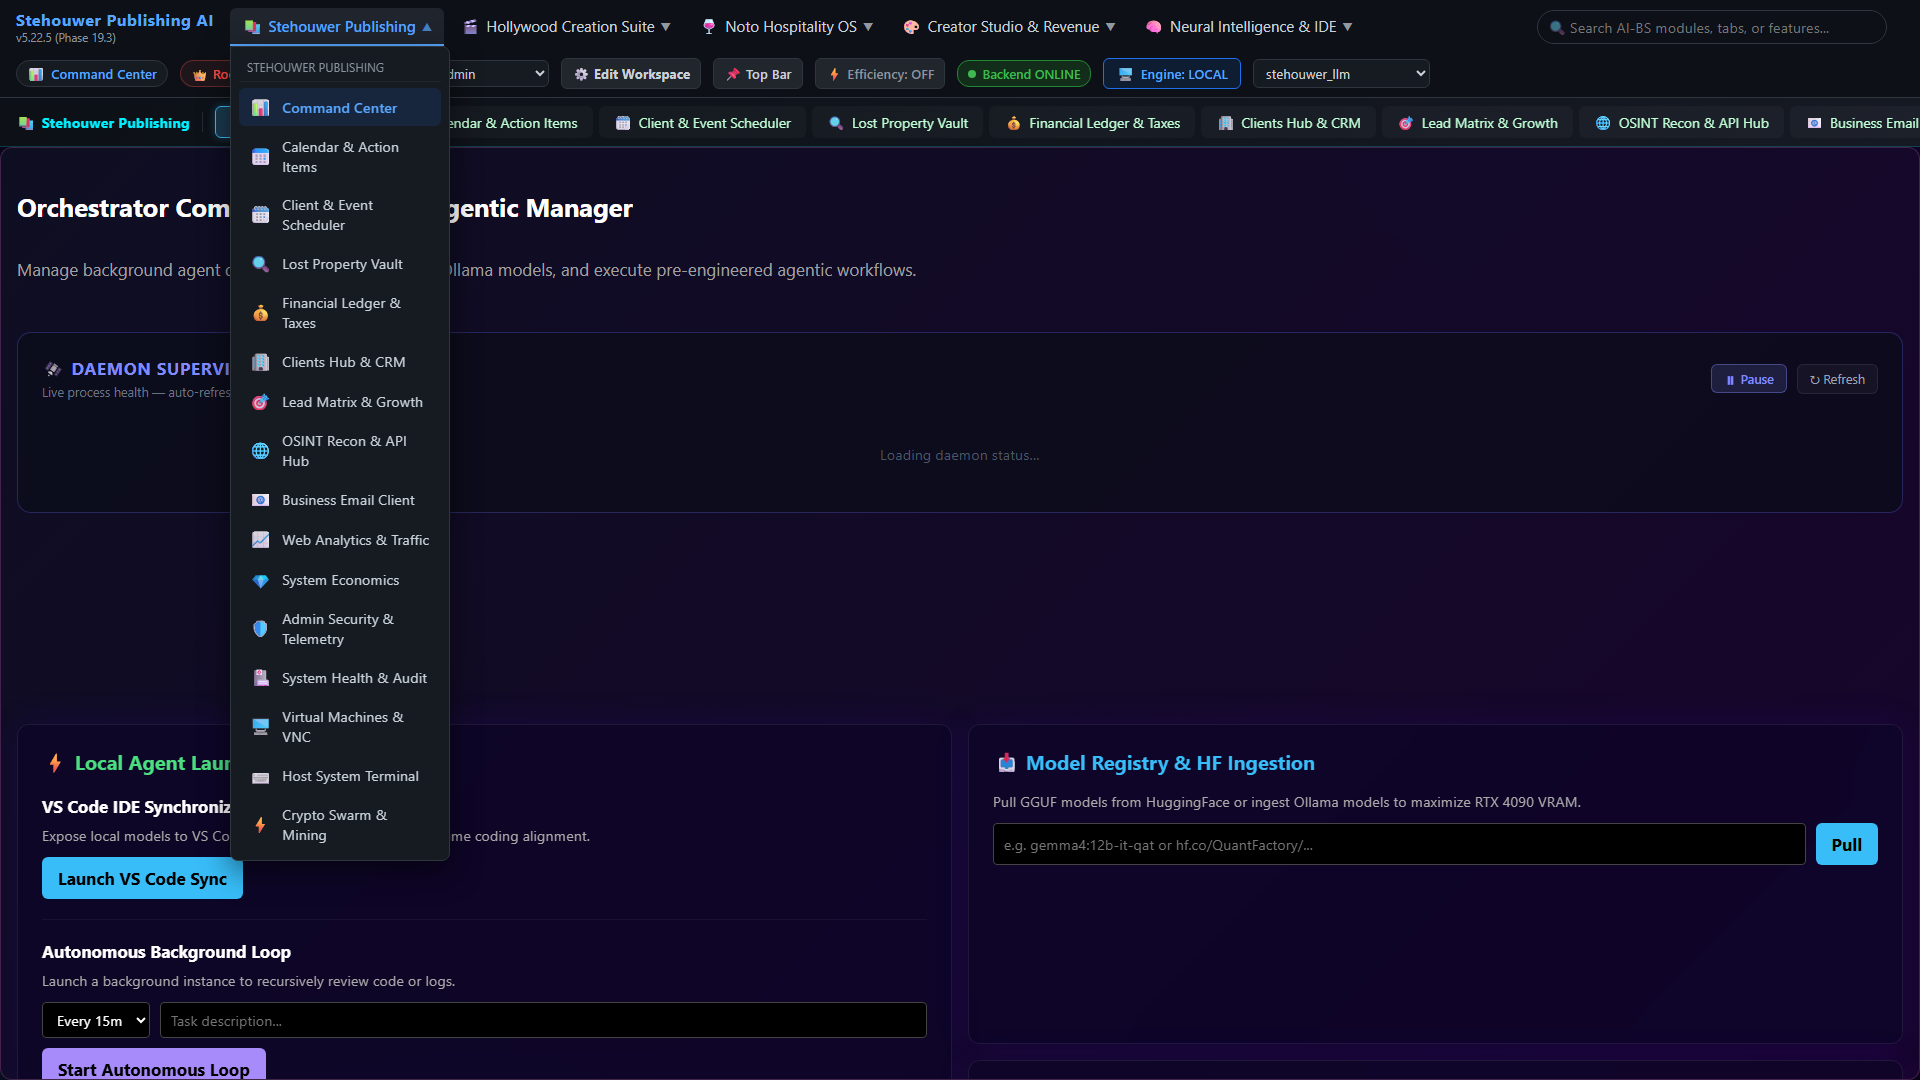 Stehouwer Publishing AI
v5.22.5 (Phase 19.3)
Stehouwer Publishing ▲
Hollywood Creation Suite ▼
Noto Hospitality OS ▼
Creator Studio & Revenue ▼
Neural Intelligence & IDE ▼
Search AI-BS modules, tabs, or features...
Command Center
Edit Workspace
Top Bar
Efficiency: OFF
Backend ONLINE
Engine: LOCAL
stehouwer_llm
Stehouwer Publishing
& Action Items
Client & Event Scheduler
Lost Property Vault
Financial Ledger & Taxes
Clients Hub & CRM
Lead Matrix & Growth
OSINT Recon & API Hub
Business Email
STEHOUWER PUBLISHING
Command Center
Calendar & Action
Items
Client & Event
Scheduler
Lost Property Vault
Financial Ledger &
Taxes
Clients Hub & CRM
Lead Matrix & Growth
OSINT Recon & API
Hub
Business Email Client
Web Analytics & Traffic
System Economics
Admin Security &
Telemetry
System Health & Audit
Virtual Machines &
VNC
Host System Terminal
Crypto Swarm &
Mining
Orchestrator Com
gentic Manager
Manage background agent
llama models, and execute pre-engineered agentic workflows.
DAEMON SUPERVI
Live process health — auto-refres
Pause
↻ Refresh
Loading daemon status...
Local Agent Laun
VS Code IDE Synchroniz
Expose local models to VS Co
me coding alignment.
Launch VS Code Sync
Autonomous Background Loop
Launch a background instance to recursively review code or logs.
Every 15m
Task description...
Start Autonomous Loop
Model Registry & HF Ingestion
Pull GGUF models from HuggingFace or ingest Ollama models to maximize RTX 4090 VRAM.
e.g. gemma4:12b-it-qat or hf.co/QuantFactory/...
Pull